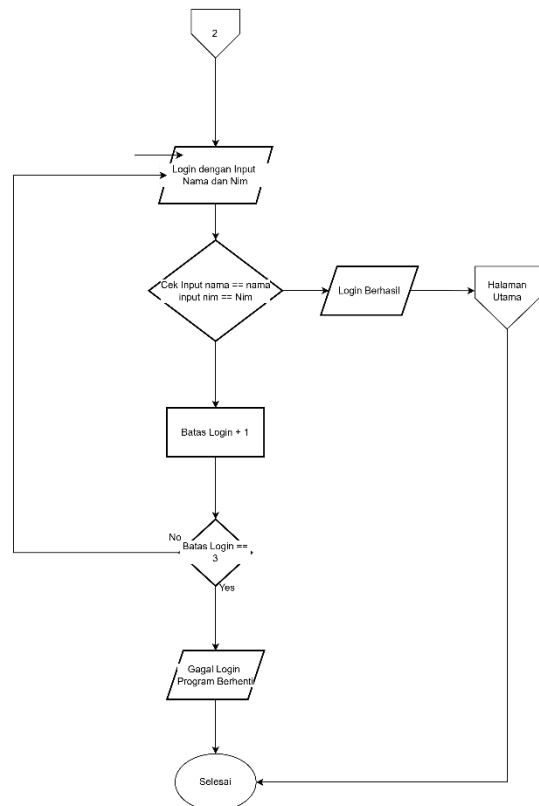 2
Login dengan Input
Nama dan Nim
Cek Input nama == nama
input nim == Nim
Login Berhasil
Halaman
Utama
Batas Login + 1
No
Batas Login ==
3
Yes
Gagal Login
Program Berhenti
Selesai